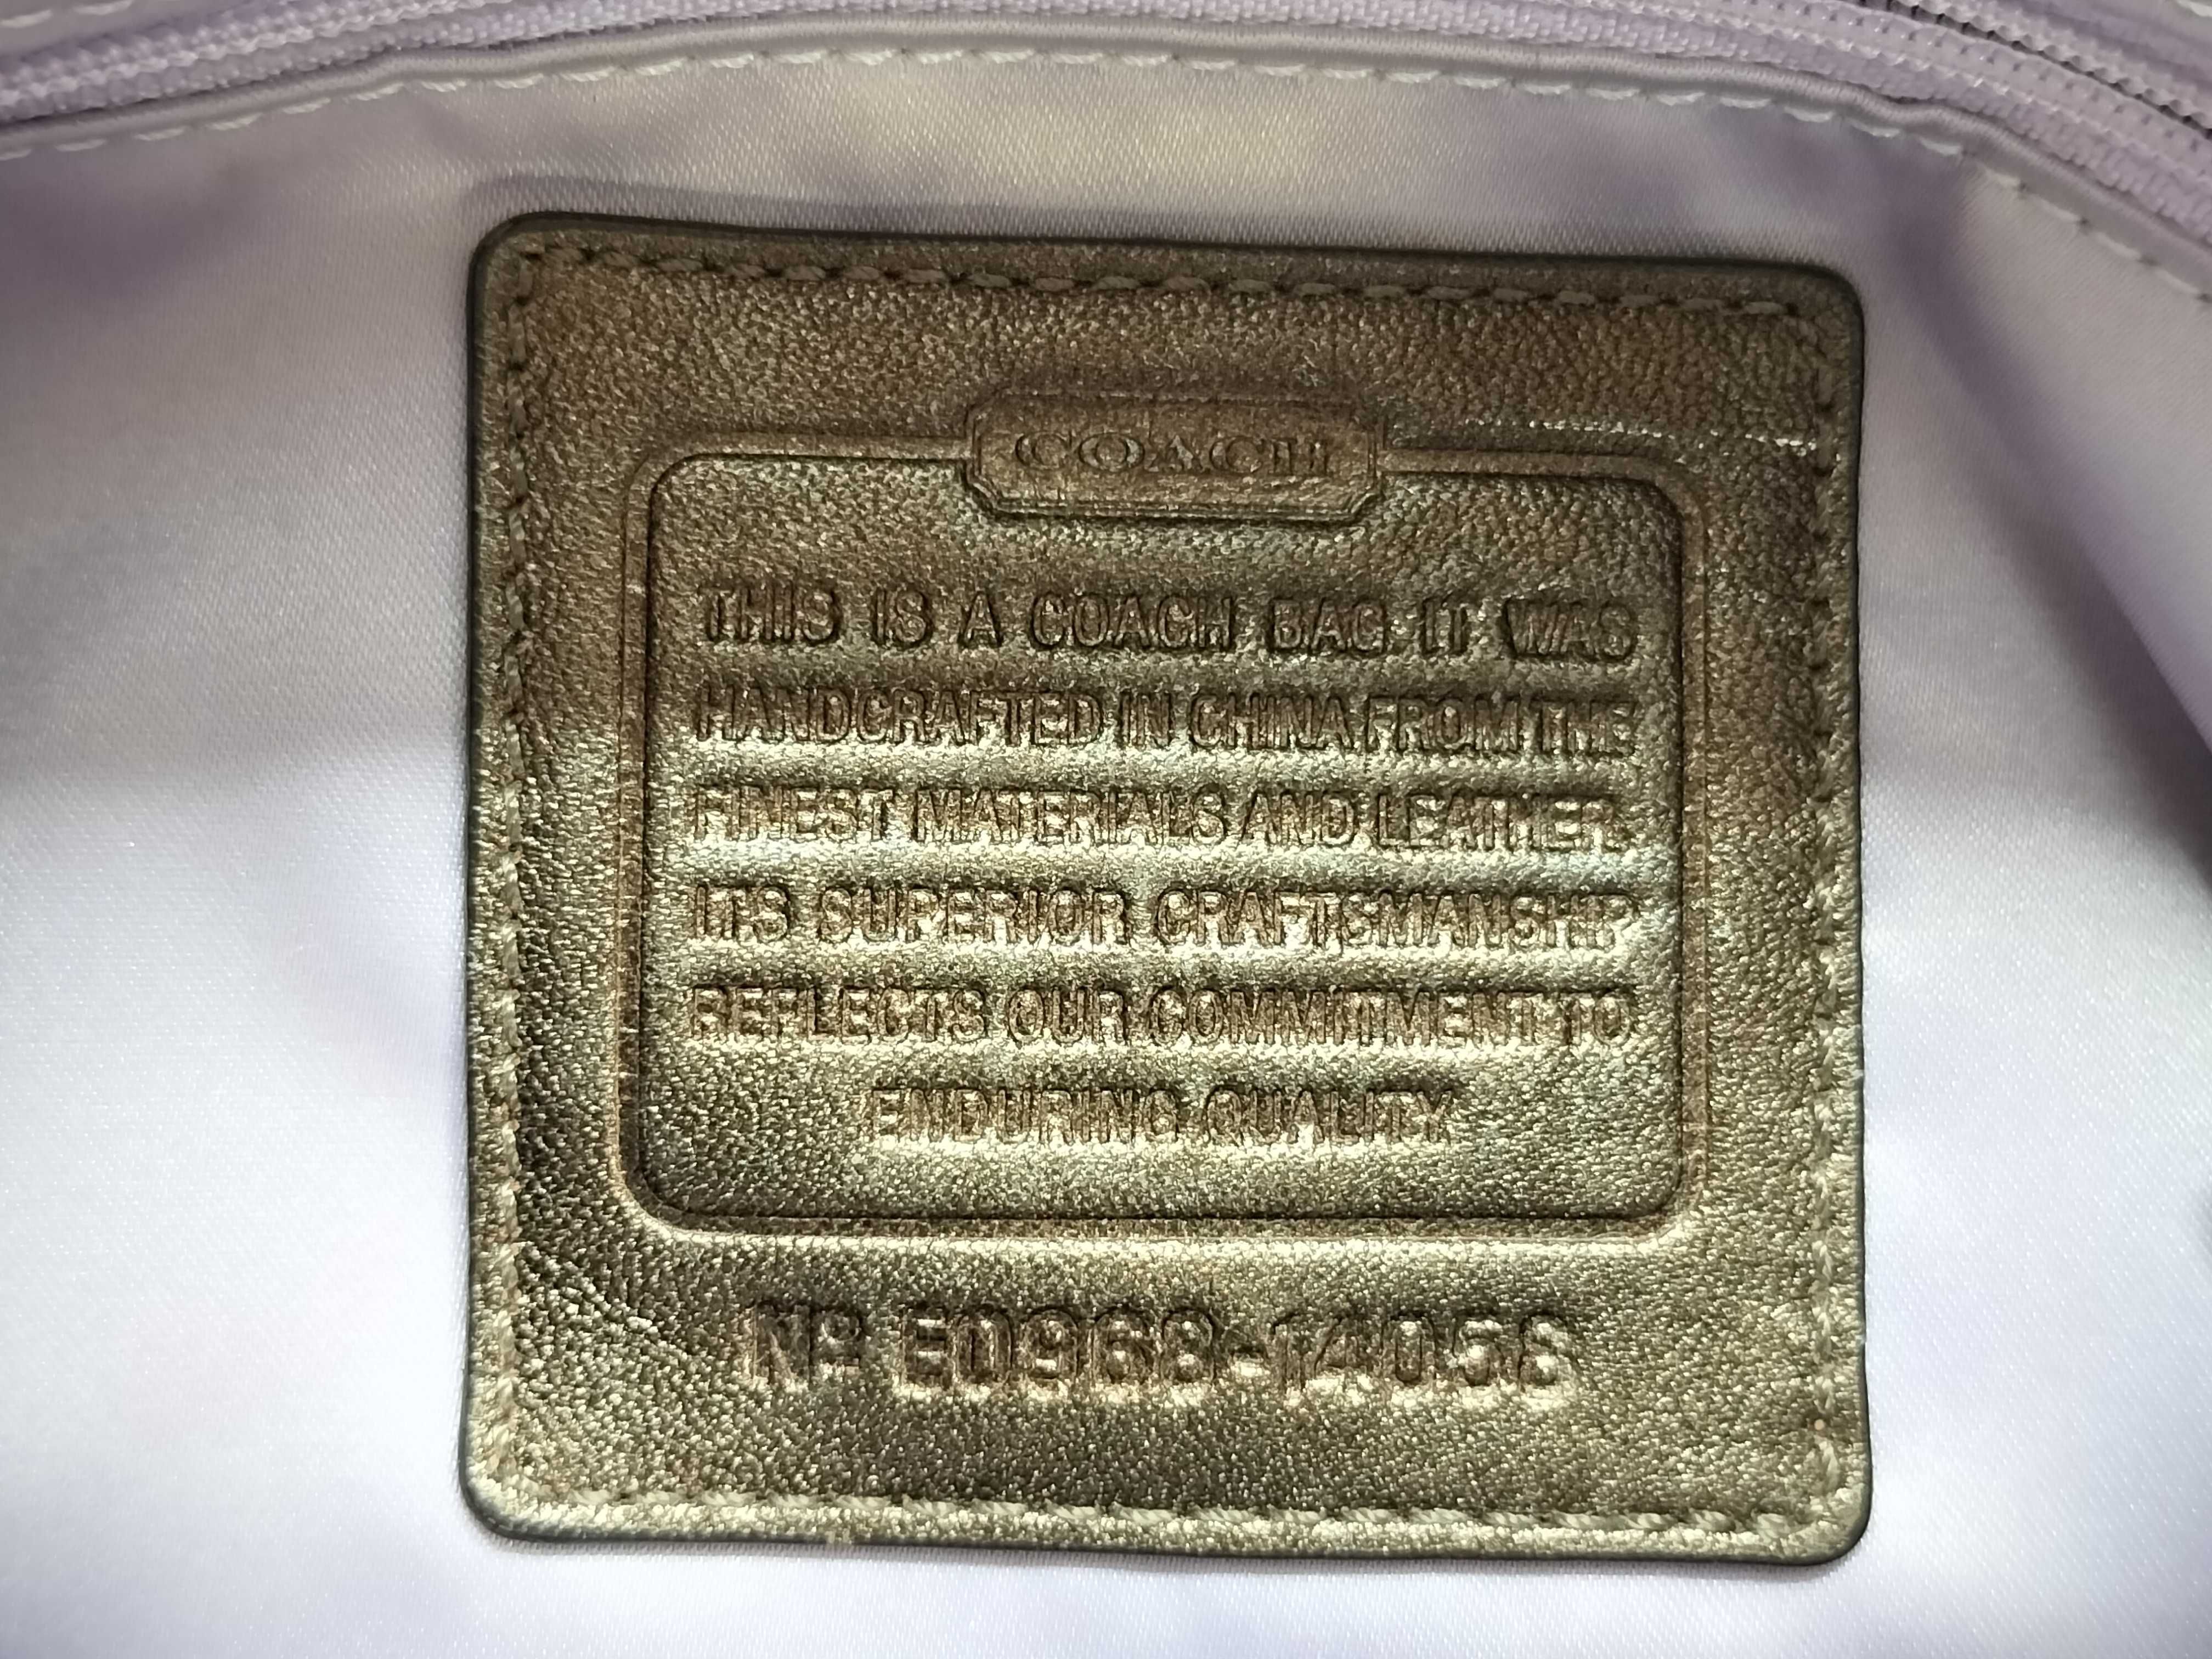 COACH
THIS IS A COACH BAG IT WAS
HANDCRAFTED IN CHINA FROM THE
FINEST MATERIALS AND LEATHER.
ITS SUPERIOR CRAFTSMANSHIP
REFLECTS OUR COMMITMENT TO
ENDURING QUALITY
Nº E0968-14058